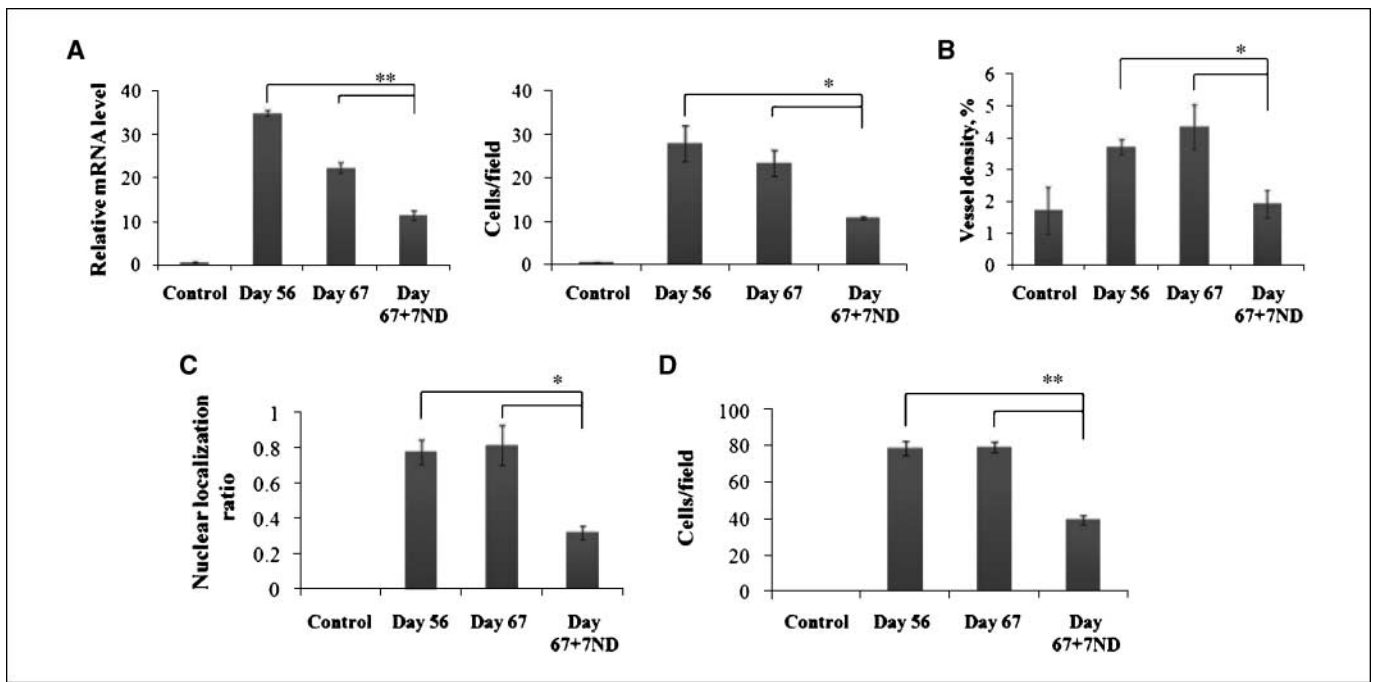 A
**
Relative mRNA level
40
30
20
10
0
Control Day 56 Day 67 Day
67+7ND
*
Cells/field
40
30
20
10
0
Control Day 56 Day 67 Day
67+7ND
B
*
Vessel density, %
6
5
4
3
2
1
0
Control Day 56 Day 67 Day
67+7ND
C
*
Nuclear localization
ratio
1
0.8
0.6
0.4
0.2
0
Control Day 56 Day 67 Day
67+7ND
D
**
Cells/field
100
80
60
40
20
0
Control Day 56 Day 67 Day
67+7ND